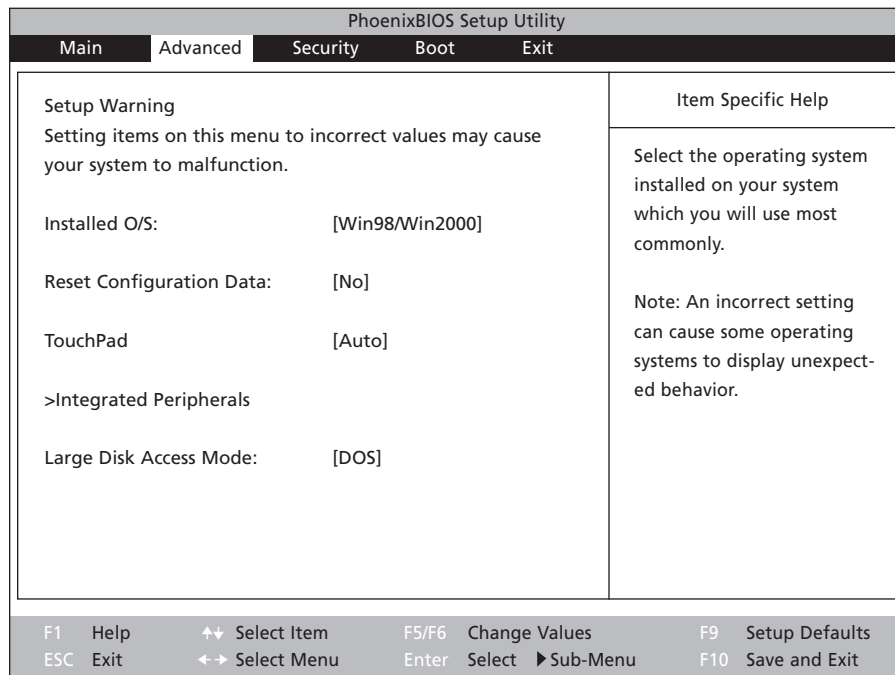 PhoenixBIOS Setup Utility
Main Advanced Security Boot Exit
Setup Warning
Setting items on this menu to incorrect values may cause
your system to malfunction.
Installed O/S: [Win98/Win2000]
Reset Configuration Data: [No]
TouchPad [Auto]
>Integrated Peripherals
Large Disk Access Mode: [DOS]
Item Specific Help
Select the operating system
installed on your system
which you will use most
commonly.
Note: An incorrect setting
can cause some operating
systems to display unexpect-
ed behavior.
F1 Help Select Item F5/F6 Change Values F9 Setup Defaults
ESC Exit Select Menu Enter Select Sub-Menu F10 Save and Exit